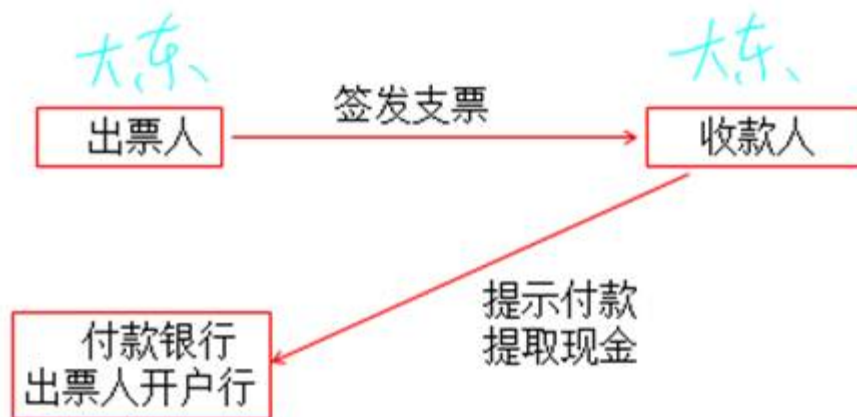 大东
大东
签发支票
出票人
收款人
提示付款
提取现金
付款银行
出票人开户行